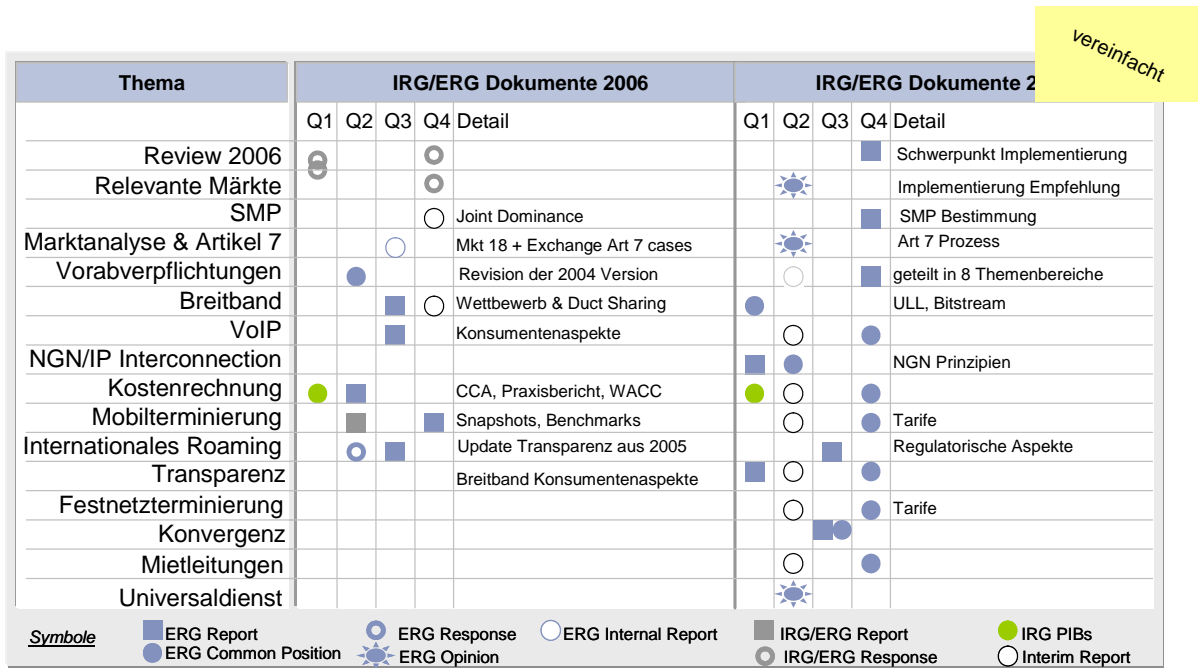 vereinfacht
Thema IRG/ERG Dokumente 2006 IRG/ERG Dokumente 2
Q1 Q2 Q3 Q4 Detail Q1 Q2 Q3 Q4 Detail
Review 2006 Schwerpunkt Implementierung
Relevante Märkte Implementierung Empfehlung
SMP Joint Dominance SMP Bestimmung
Marktanalyse & Artikel 7 Mkt 18 + Exchange Art 7 cases Art 7 Prozess
Vorabverpflichtungen Revision der 2004 Version geteilt in 8 Themenbereiche
Breitband Wettbewerb & Duct Sharing ULL, Bitstream
VoIP Konsumentenaspekte
NGN/IP Interconnection NGN Prinzipien
Kostenrechnung CCA, Praxisbericht, WACC
Mobilterminierung Snapshots, Benchmarks Tarife
Internationales Roaming Update Transparenz aus 2005 Regulatorische Aspekte
Transparenz Breitband Konsumentenaspekte
Festnetzterminierung Tarife
Konvergenz
Mietleitungen
Universaldienst
Symbole ERG Report ERG Response ERG Internal Report IRG/ERG Report IRG PIBs
ERG Common Position ERG Opinion IRG/ERG Response Interim Report